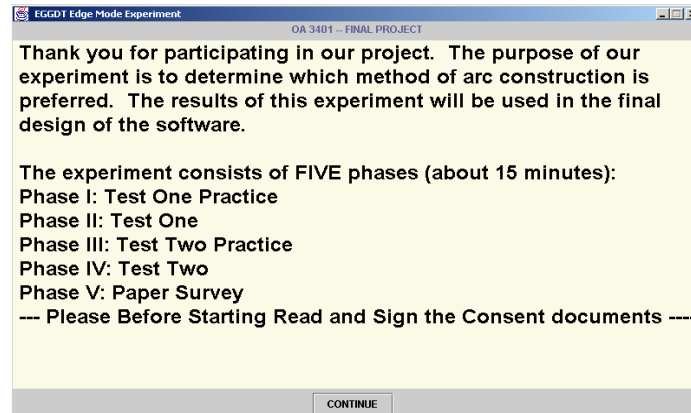 EGGDT Edge Mode Experiment
OA 3401 -- FINAL PROJECT
Thank you for participating in our project. The purpose of our
experiment is to determine which method of arc construction is
preferred. The results of this experiment will be used in the final
design of the software.
The experiment consists of FIVE phases (about 15 minutes):
Phase I: Test One Practice
Phase II: Test One
Phase III: Test Two Practice
Phase IV: Test Two
Phase V: Paper Survey
--- Please Before Starting Read and Sign the Consent documents ----
CONTINUE